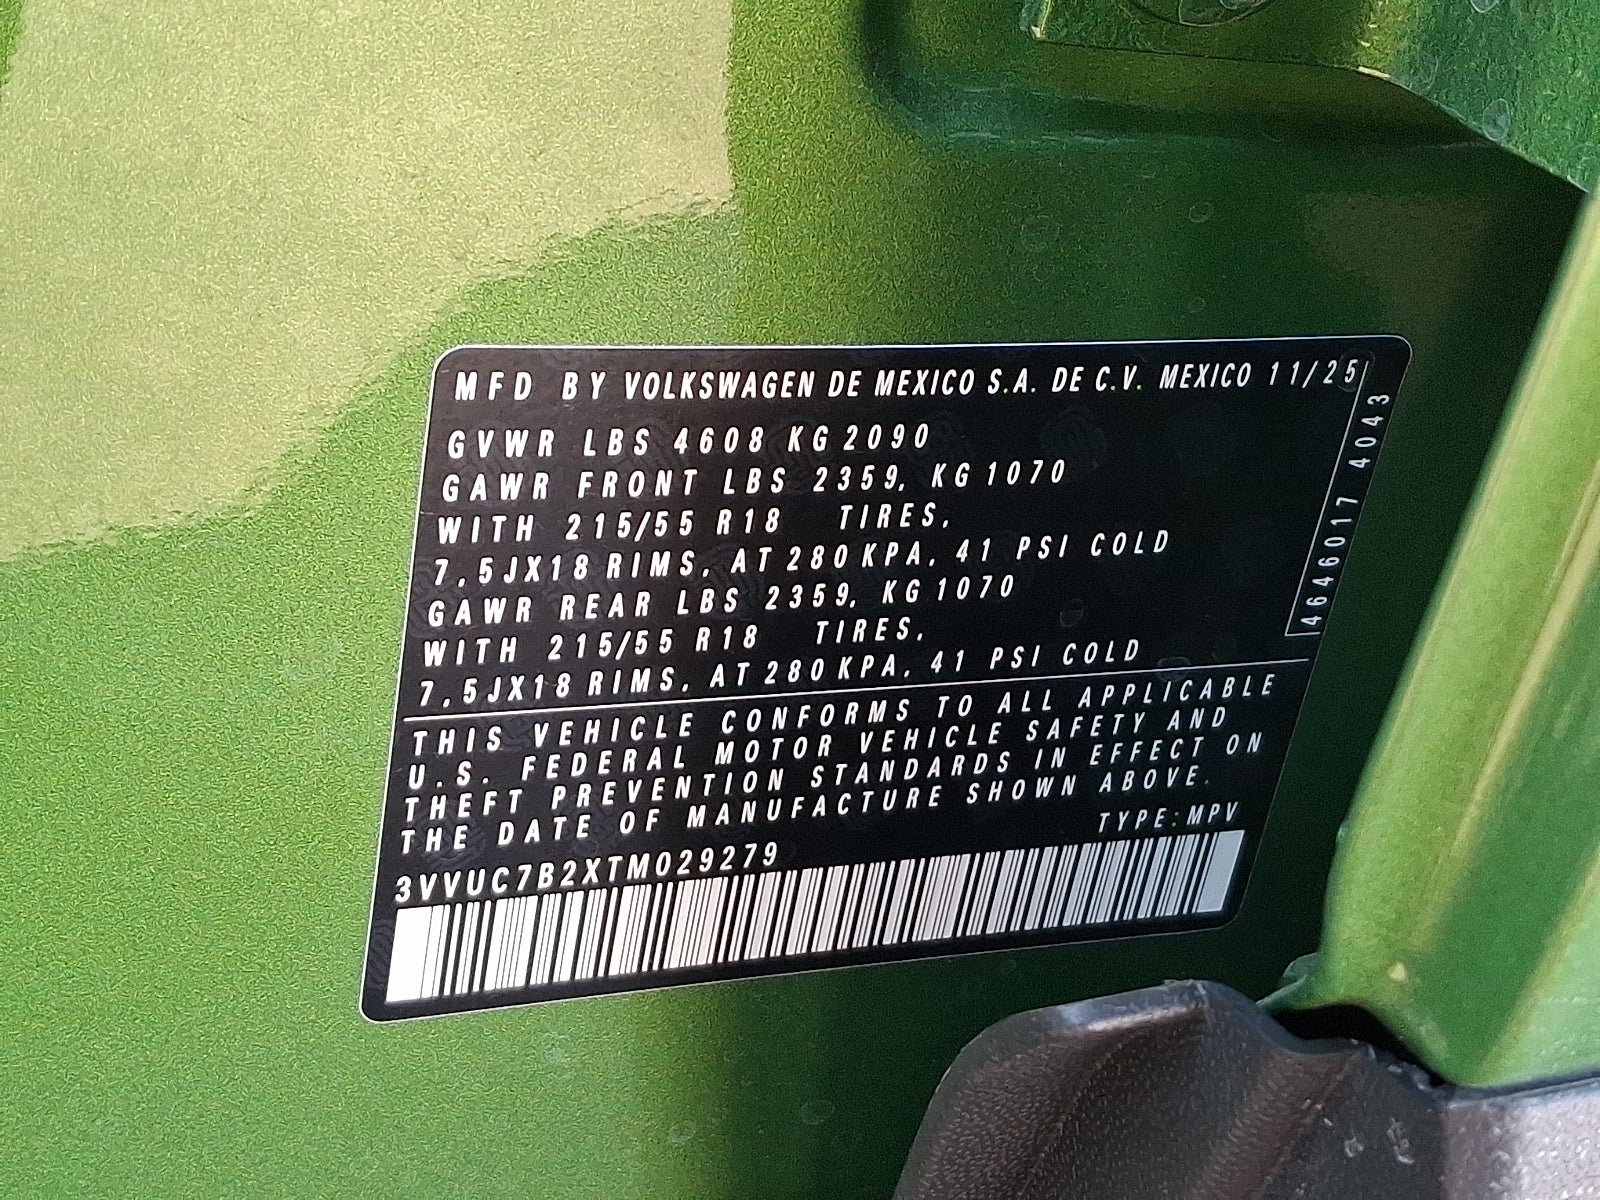 MFD BY VOLKSWAGEN DE MEXICO S.A. DE C.V. MEXICO 11/25
GVWR LBS 4608 KG 2090
GAWR FRONT LBS 2359, KG 1070
WITH 215/55 R18 TIRES,
7,5JX18 RIMS, AT 280 KPA, 41 PSI COLD
GAWR REAR LBS 2359, KG 1070
WITH 215/55 R18 TIRES,
7,5JX18 RIMS, AT 280 KPA, 41 PSI COLD
4646017 4043
THIS VEHICLE CONFORMS TO ALL APPLICABLE
U.S. FEDERAL MOTOR VEHICLE SAFETY AND
THEFT PREVENTION STANDARDS IN EFFECT ON
THE DATE OF MANUFACTURE SHOWN ABOVE.
TYPE: MPV
3VVUC7B2XTM029279